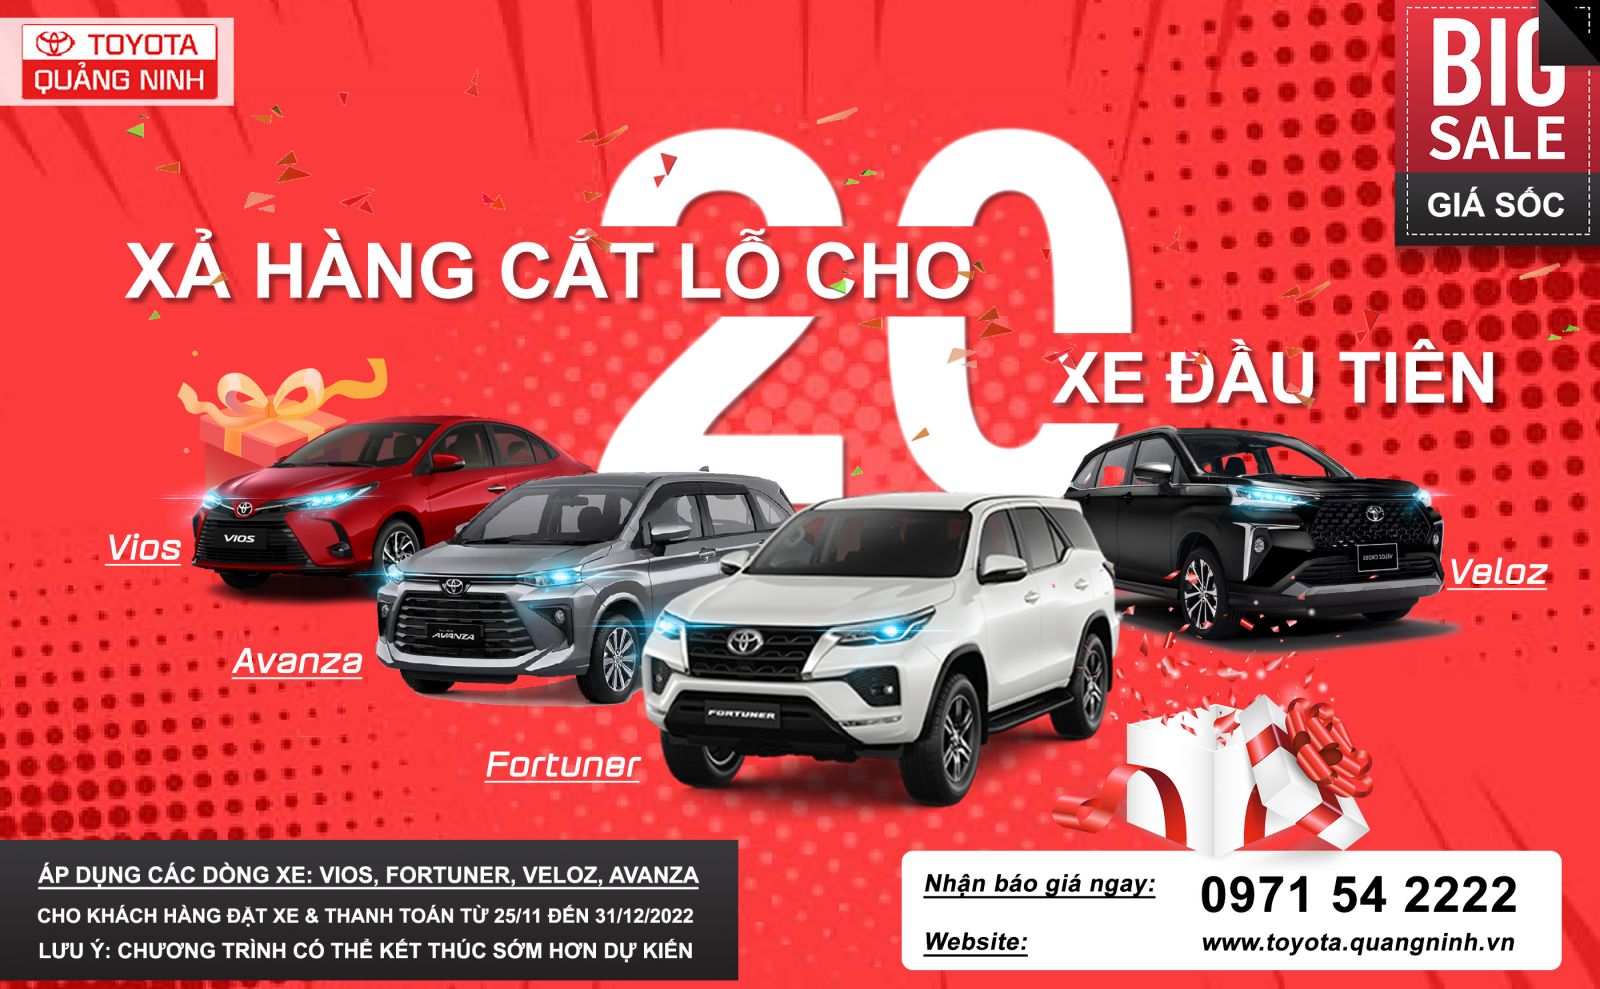 TOYOTA
QUẢNG NINH
BIG
SALE
GIÁ SỐC
20
XẢ HÀNG CẮT LỖ CHO
XE ĐẦU TIÊN
Vios
VIOS
Avanza
AVANZA
Fortuner
FORTUNER
Veloz
VELOZ CROSS
ÁP DỤNG CÁC DÒNG XE: VIOS, FORTUNER, VELOZ, AVANZA
CHO KHÁCH HÀNG ĐẶT XE & THANH TOÁN TỪ 25/11 ĐẾN 31/12/2022
LƯU Ý: CHƯƠNG TRÌNH CÓ THỂ KẾT THÚC SỚM HƠN DỰ KIẾN
Nhận báo giá ngay: 0971 54 2222
Website: www.toyota.quangninh.vn